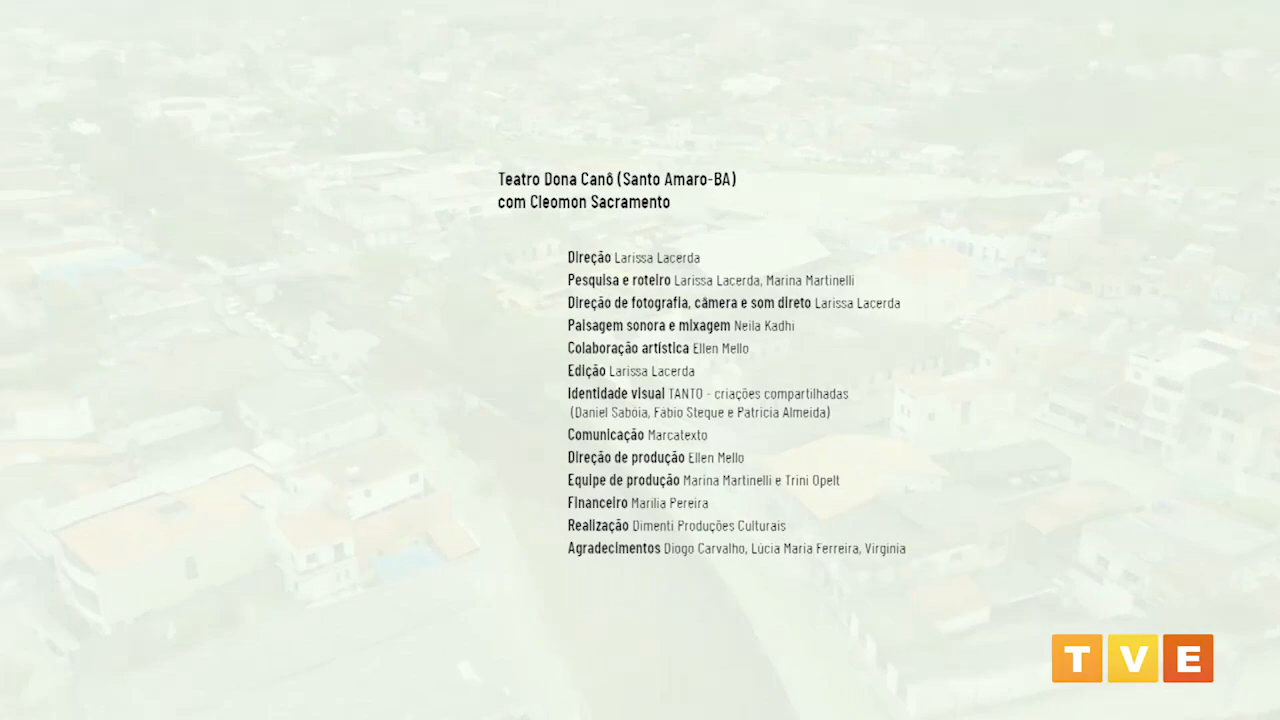 Teatro Dona Canô (Santo Amaro-BA)
com Cleomon Sacramento
Direção Larissa Lacerda
Pesquisa e roteiro Larissa Lacerda, Marina Martinelli
Direção de fotografia, câmera e som direto Larissa Lacerda
Paisagem sonora e mixagem Neila Kadhi
Colaboração artística Ellen Mello
Edição Larissa Lacerda
Identidade visual TANTO - criações compartilhadas
(Daniel Sabóia, Fábio Steque e Patricia Almeida)
Comunicação Marcatexto
Direção de produção Ellen Mello
Equipe de produção Marina Martinelli e Trini Opelt
Financeiro Marília Pereira
Realização Dimenti Produções Culturais
Agradecimentos Diogo Carvalho, Lúcia Maria Ferreira, Virgínia
TVE